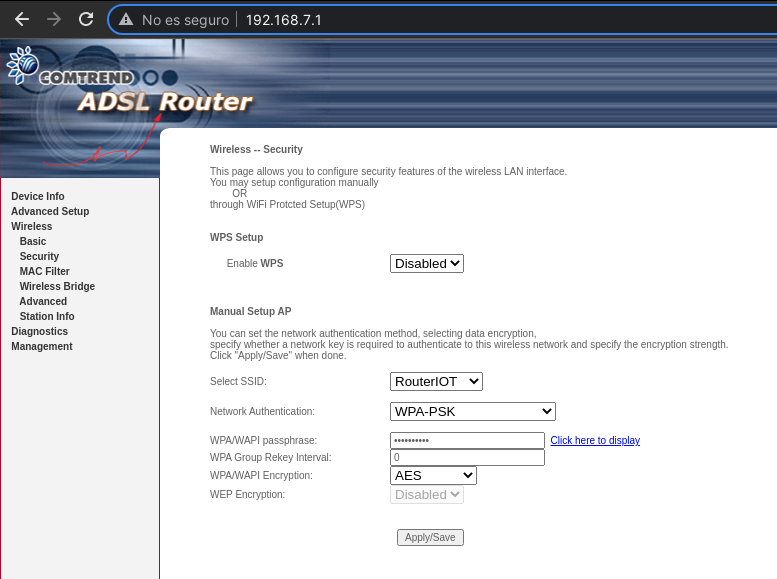 No es seguro | 192.168.7.1
COMTREND
ADSL Router
Device Info
Advanced Setup
Wireless
Basic
Security
MAC Filter
Wireless Bridge
Advanced
Station Info
Diagnostics
Management
Wireless -- Security
This page allows you to configure security features of the wireless LAN interface.
You may setup configuration manually
OR
through WiFi Protcted Setup(WPS)
WPS Setup
Enable WPS Disabled
Manual Setup AP
You can set the network authentication method, selecting data encryption,
specify whether a network key is required to authenticate to this wireless network and specify the encryption strength.
Click "Apply/Save" when done.
Select SSID: RouterIOT
Network Authentication: WPA-PSK
WPA/WAPI passphrase: •••••••••• Click here to display
WPA Group Rekey Interval: 0
WPA/WAPI Encryption: AES
WEP Encryption: Disabled
Apply/Save